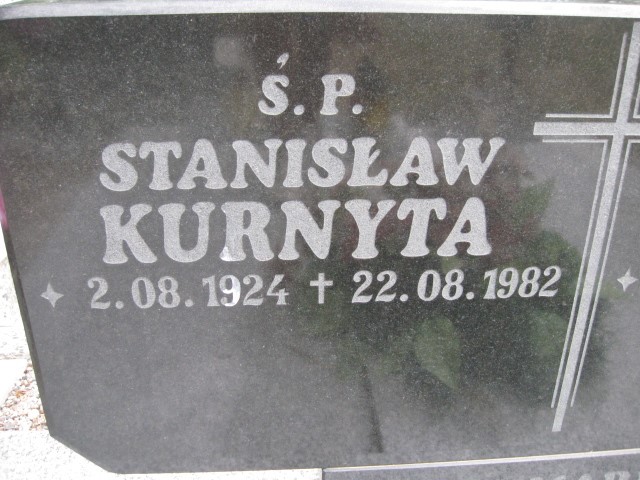 Ś. P.
STANISŁAW
KURNYTA
2.08.1924 † 22.08.1982